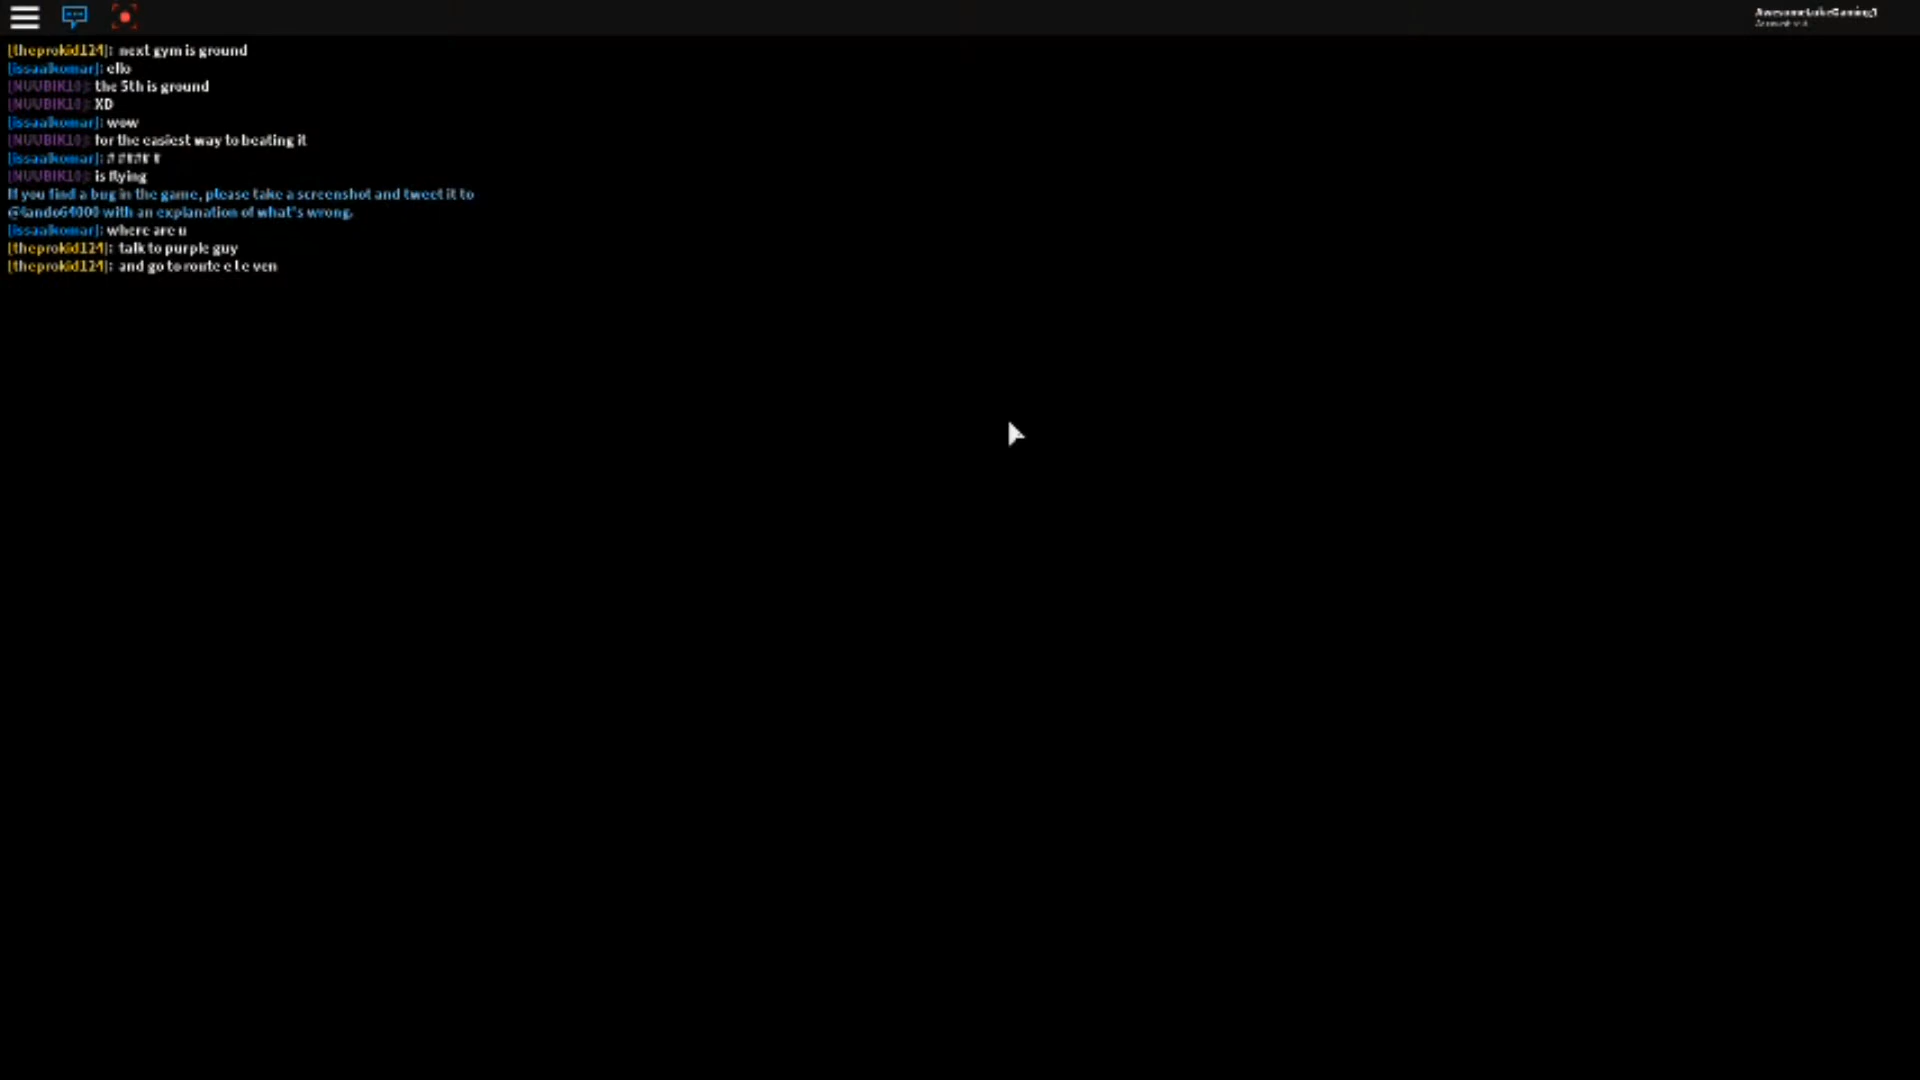 AwesomeLukeGaming1
[theprokid124]: next gym is ground
[issaalkomar]: ello
[NUUBIK10]: the 5th is ground
[NUUBIK10]: XD
[issaalkomar]: wow
[NUUBIK10]: for the easiest way to beating it
[issaalkomar]: # #### #
[NUUBIK10]: is flying
If you find a bug in the game, please take a screenshot and tweet it to
@lando64000 with an explanation of what's wrong.
[issaalkomar]: where are u
[theprokid124]: talk to purple guy
[theprokid124]: and go to route e l e ven